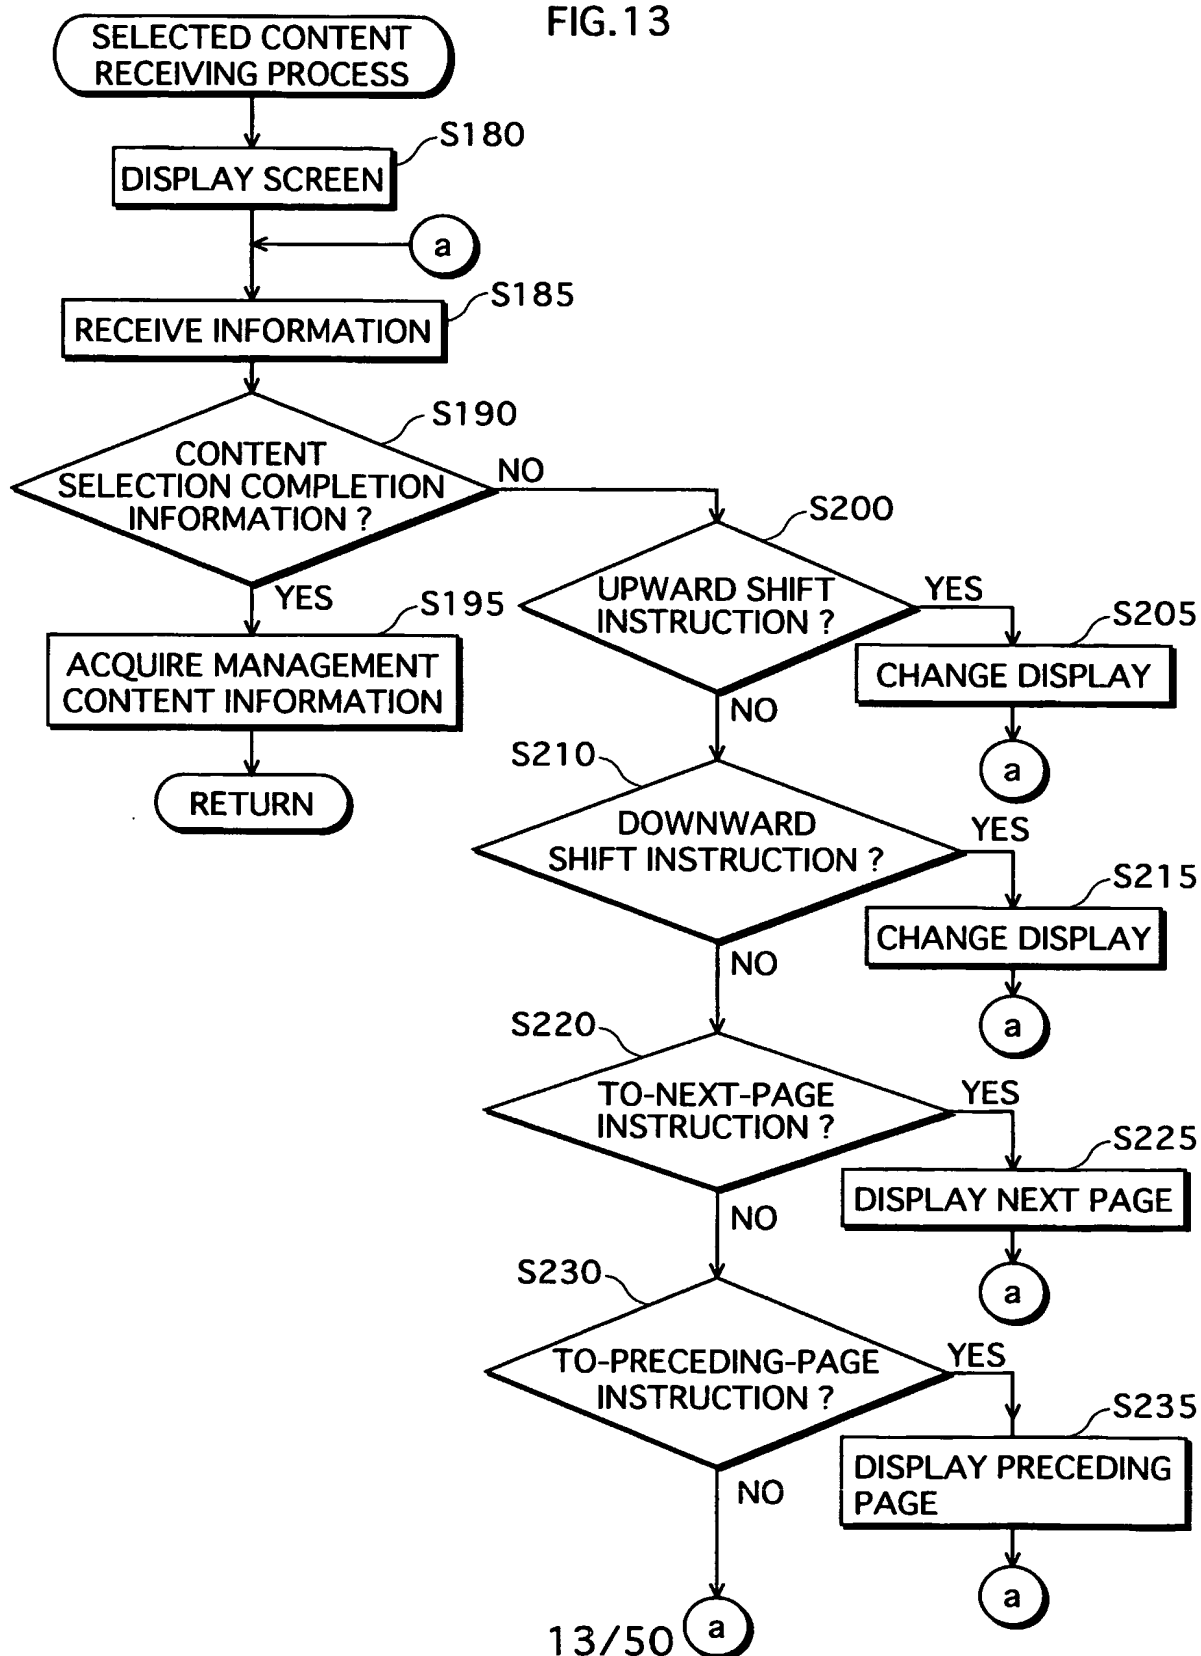 FIG.13
SELECTED CONTENT
RECEIVING PROCESS
S180
DISPLAY SCREEN
a
S185
RECEIVE INFORMATION
S190
CONTENT
SELECTION COMPLETION
INFORMATION ?
NO
YES
S195
ACQUIRE MANAGEMENT
CONTENT INFORMATION
RETURN
S200
UPWARD SHIFT
INSTRUCTION ?
YES
S205
CHANGE DISPLAY
a
NO
S210
DOWNWARD
SHIFT INSTRUCTION ?
YES
S215
CHANGE DISPLAY
a
NO
S220
TO-NEXT-PAGE
INSTRUCTION ?
YES
S225
DISPLAY NEXT PAGE
a
NO
S230
TO-PRECEDING-PAGE
INSTRUCTION ?
YES
S235
DISPLAY PRECEDING
PAGE
a
NO
a
13/50